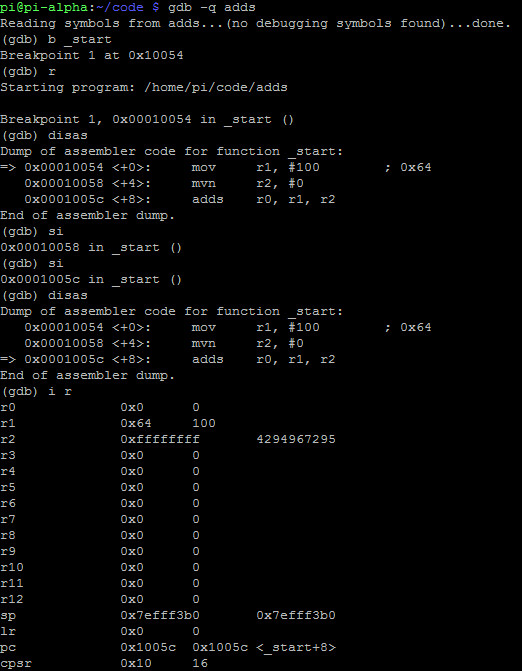 pi@pi-alpha:~/code $ gdb -q adds
Reading symbols from adds...(no debugging symbols found)...done.
(gdb) b _start
Breakpoint 1 at 0x10054
(gdb) r
Starting program: /home/pi/code/adds

Breakpoint 1, 0x00010054 in _start ()
(gdb) disas
Dump of assembler code for function _start:
=> 0x00010054 <+0>:     mov     r1, #100        ; 0x64
   0x00010058 <+4>:     mvn     r2, #0
   0x0001005c <+8>:     adds    r0, r1, r2
End of assembler dump.
(gdb) si
0x00010058 in _start ()
(gdb) si
0x0001005c in _start ()
(gdb) disas
Dump of assembler code for function _start:
   0x00010054 <+0>:     mov     r1, #100        ; 0x64
   0x00010058 <+4>:     mvn     r2, #0
=> 0x0001005c <+8>:     adds    r0, r1, r2
End of assembler dump.
(gdb) i r
r0             0x0      0
r1             0x64     100
r2             0xffffffff       4294967295
r3             0x0      0
r4             0x0      0
r5             0x0      0
r6             0x0      0
r7             0x0      0
r8             0x0      0
r9             0x0      0
r10            0x0      0
r11            0x0      0
r12            0x0      0
sp             0x7efff3b0       0x7efff3b0
lr             0x0      0
pc             0x1005c  0x1005c <_start+8>
cpsr           0x10     16